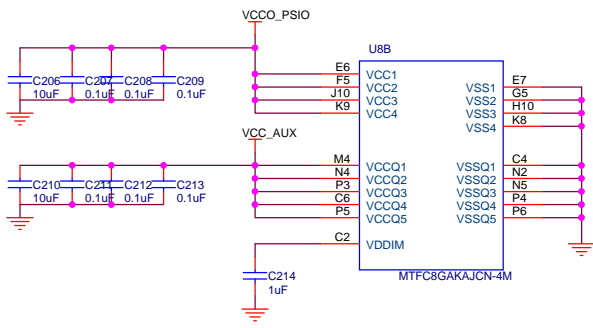 VCCO_PSIO
U8B
C206
10uF
C207
0.1uF
C208
0.1uF
C209
0.1uF
E6
F5
J10
K9
VCC1
VCC2
VCC3
VCC4
VSS1
VSS2
VSS3
VSS4
E7
G5
H10
K8
VCC_AUX
C210
10uF
C211
0.1uF
C212
0.1uF
C213
0.1uF
M4
N4
P3
C6
P5
VCCQ1
VCCQ2
VCCQ3
VCCQ4
VCCQ5
VSSQ1
VSSQ2
VSSQ3
VSSQ4
VSSQ5
C4
N2
N5
P4
P6
C2
VDDIM
C214
1uF
MTFC8GAKAJCN-4M